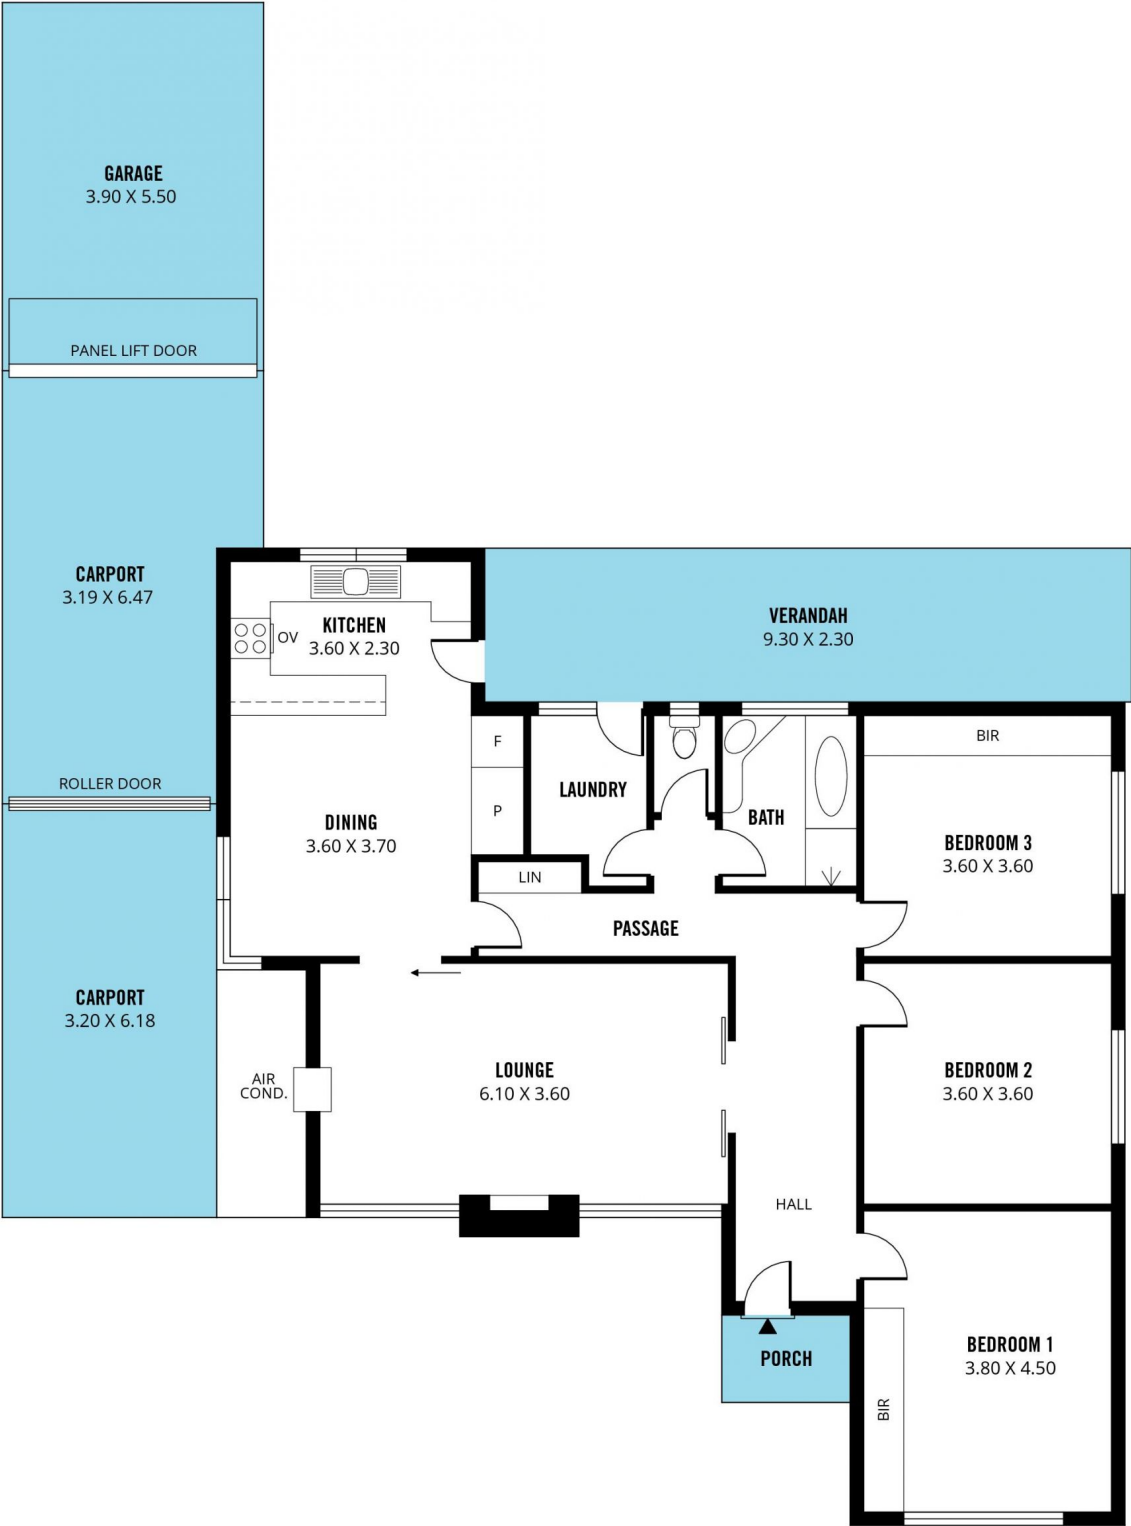 GARAGE
3.90 X 5.50
PANEL LIFT DOOR
CARPORT
3.19 X 6.47
ROLLER DOOR
CARPORT
3.20 X 6.18
KITCHEN
3.60 X 2.30
OV
DINING
3.60 X 3.70
F
P
LIN
LAUNDRY
BATH
VERANDAH
9.30 X 2.30
BIR
BEDROOM 3
3.60 X 3.60
PASSAGE
AIR
COND.
LOUNGE
6.10 X 3.60
BEDROOM 2
3.60 X 3.60
HALL
PORCH
BEDROOM 1
3.80 X 4.50
BIR